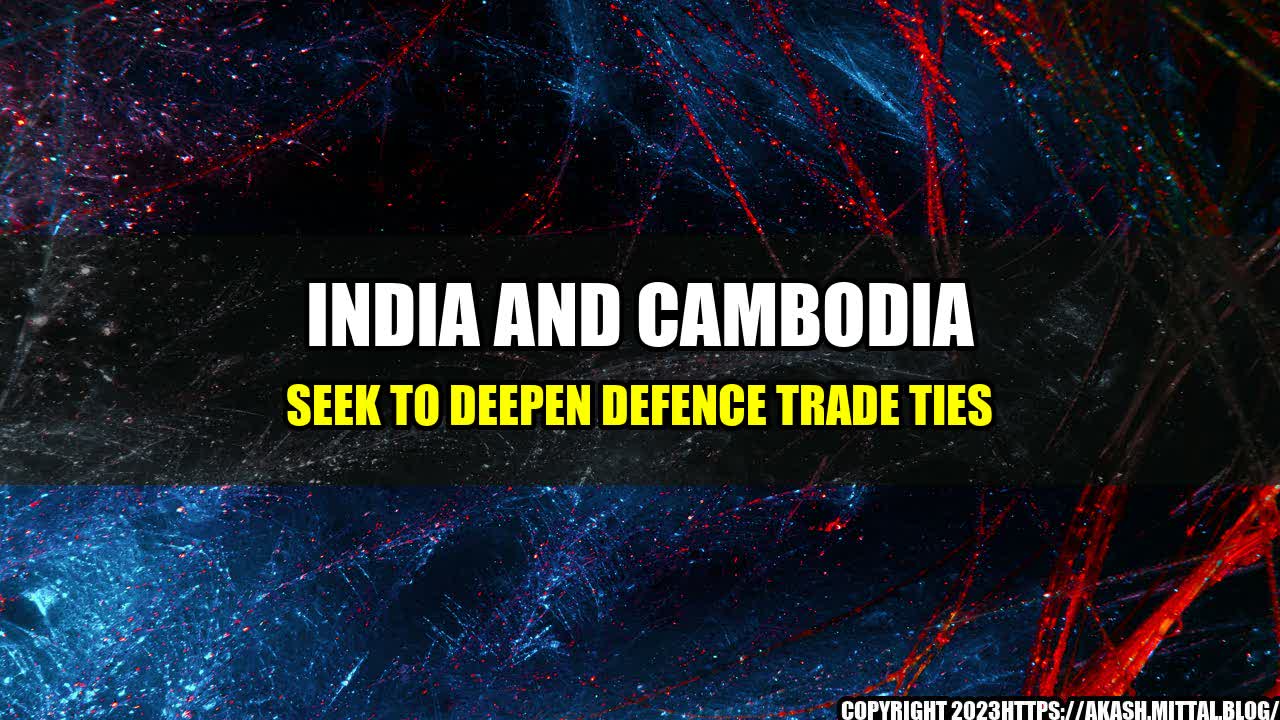 INDIA AND CAMBODIA
SEEK TO DEEPEN DEFENCE TRADE TIES
COPYRIGHT 2023HTTPS://AKASH.MITTAL.BLOG/